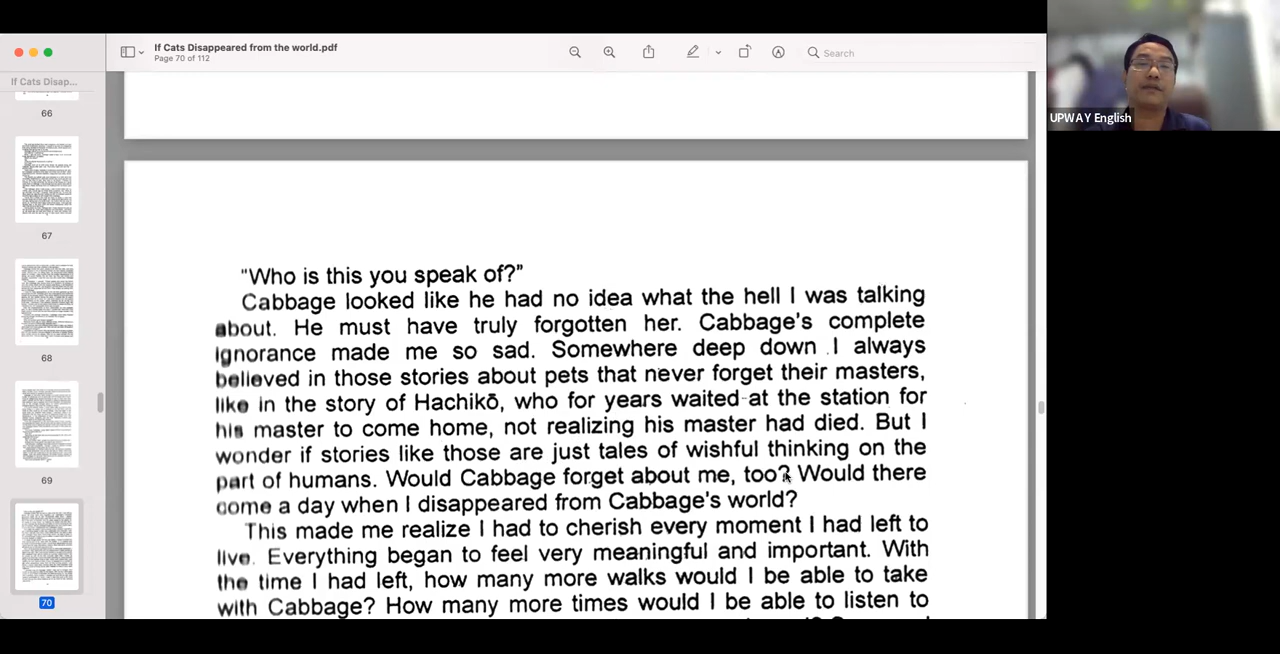 If Cats Disappeared from the world.pdf
Page 70 of 112
Search
If Cats Disap...
66
67
68
69
70
UPWAY English
"Who is this you speak of?"
Cabbage looked like he had no idea what the hell I was talking
about. He must have truly forgotten her. Cabbage's complete
ignorance made me so sad. Somewhere deep down I always
believed in those stories about pets that never forget their masters,
like in the story of Hachikō, who for years waited at the station for
his master to come home, not realizing his master had died. But I
wonder if stories like those are just tales of wishful thinking on the
part of humans. Would Cabbage forget about me, too? Would there
come a day when I disappeared from Cabbage's world?
This made me realize I had to cherish every moment I had left to
live. Everything began to feel very meaningful and important. With
the time I had left, how many more walks would I be able to take
with Cabbage? How many more times would I be able to listen to